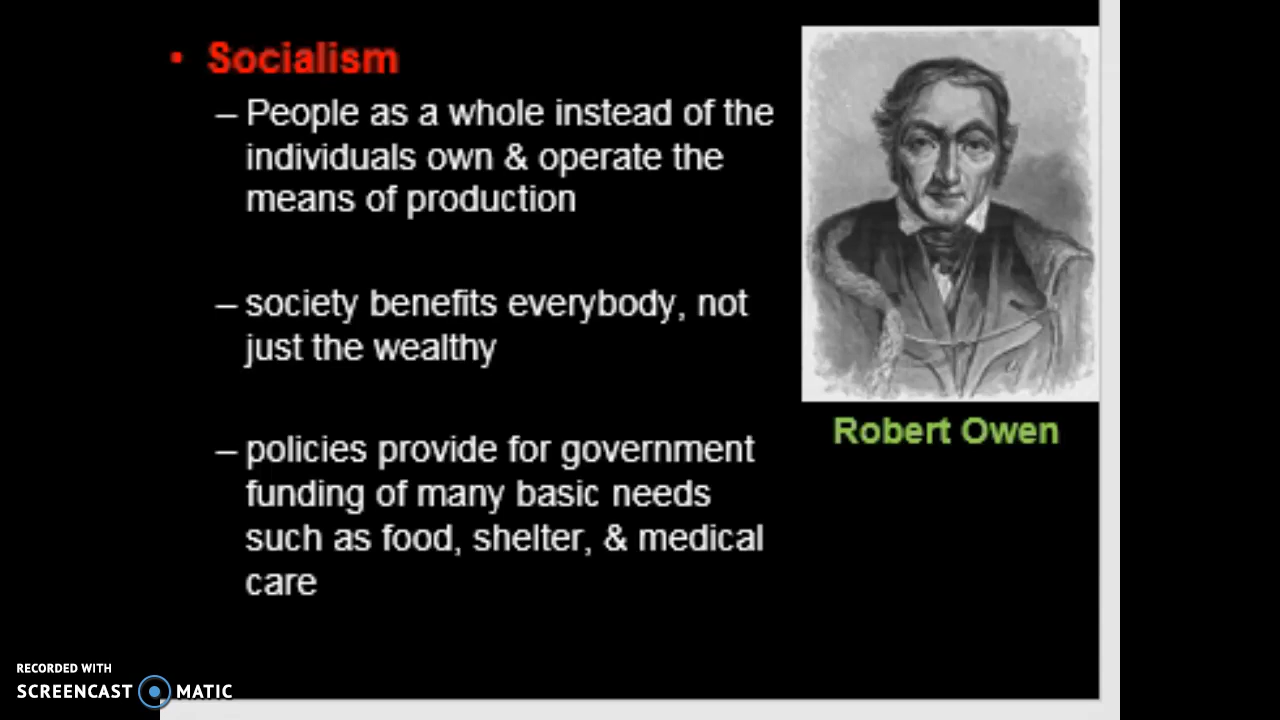 • Socialism
– People as a whole instead of the
individuals own & operate the
means of production
– society benefits everybody, not
just the wealthy
– policies provide for government
funding of many basic needs
such as food, shelter, & medical
care
Robert Owen
RECORDED WITH
SCREENCAST MATIC